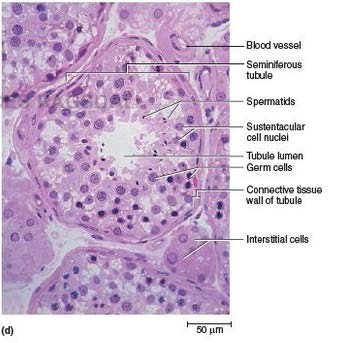 Blood vessel
Seminiferous
tubule
Spermatids
Sustentacular
cell nuclei
Tubule lumen
Germ cells
Connective tissue
wall of tubule
Interstitial cells
50 µm
(d)